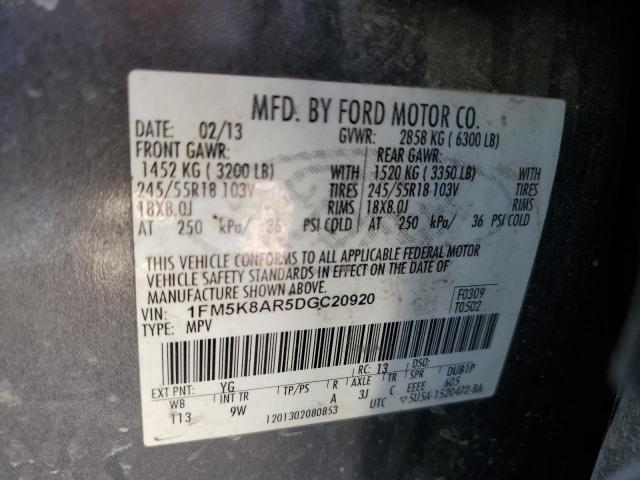 MFD. BY FORD MOTOR CO.
DATE: 02/13 GVWR: 2858 KG ( 6300 LB)
FRONT GAWR: REAR GAWR:
1452 KG ( 3200 LB) WITH 1520 KG ( 3350 LB) WITH
245/55R18 103V TIRES 245/55R18 103V TIRES
18X8.0J RIMS 18X8.0J RIMS
AT 250 kPa/ 36 PSI COLD AT 250 kPa/ 36 PSI COLD
THIS VEHICLE CONFORMS TO ALL APPLICABLE FEDERAL MOTOR
VEHICLE SAFETY STANDARDS IN EFFECT ON THE DATE OF
MANUFACTURE SHOWN ABOVE.
VIN: 1FM5K8AR5DGC20920 F0309
TYPE: MPV T0502
EXT PNT: YG RC: 13 DSO:
WB INT TR TP/PS R AXLE TR SPR DUB1P
113 9W A 3J C EEEE 605
1201302080853 UTC ▽5U5A-1520472-BA